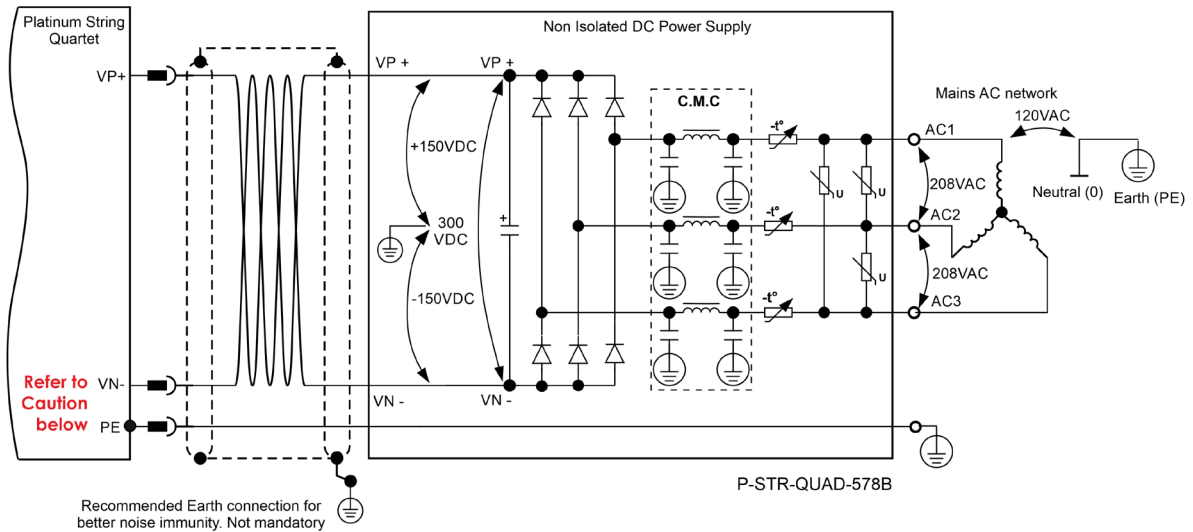 Platinum String
Quartet
VP+
Refer to
Caution
below
VN-
PE
Recommended Earth connection for
better noise immunity. Not mandatory
Non Isolated DC Power Supply
VP +
VP +
+150VDC
300
VDC
-150VDC
+
VN -
VN -
C.M.C
-t°
-t°
-t°
U
U
U
Mains AC network
120VAC
AC1
208VAC
AC2
208VAC
AC3
Neutral (0)
Earth (PE)
P-STR-QUAD-578B